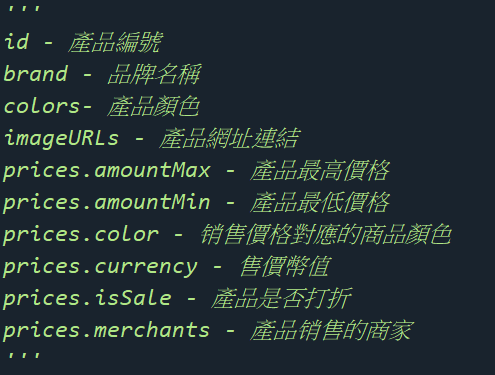 '''
id - 產品編號
brand - 品牌名稱
colors- 產品顏色
imageURLs - 產品網址連結
prices.amountMax - 產品最高價格
prices.amountMin - 產品最低價格
prices.color - 销售價格對應的商品顏色
prices.currency - 售價幣值
prices.isSale - 產品是否打折
prices.merchants - 產品销售的商家
'''